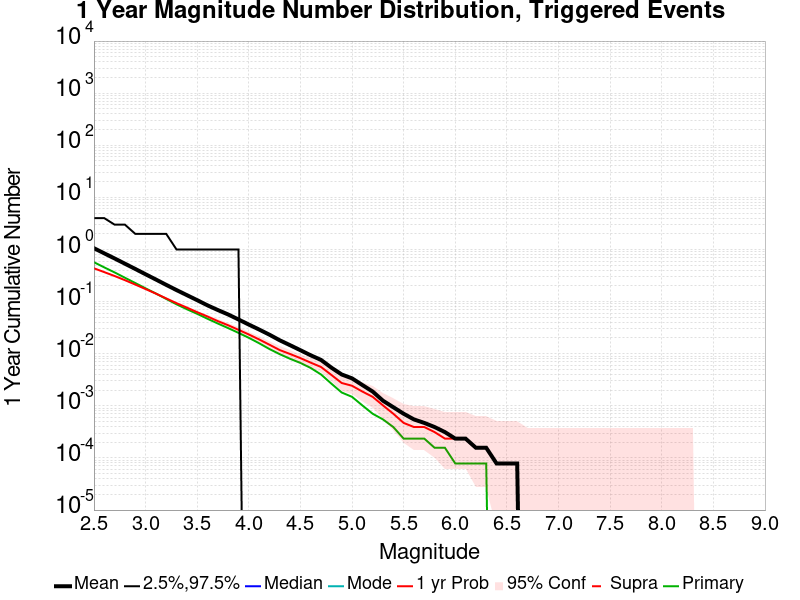 1 Year Magnitude Number Distribution, Triggered Events
10^4
10^3
10^2
10^1
10^0
10^-1
10^-2
10^-3
10^-4
10^-5
1 Year Cumulative Number
2.5 3.0 3.5 4.0 4.5 5.0 5.5 6.0 6.5 7.0 7.5 8.0 8.5 9.0
Magnitude
Mean 2.5%,97.5% Median Mode 1 yr Prob 95% Conf Supra Primary